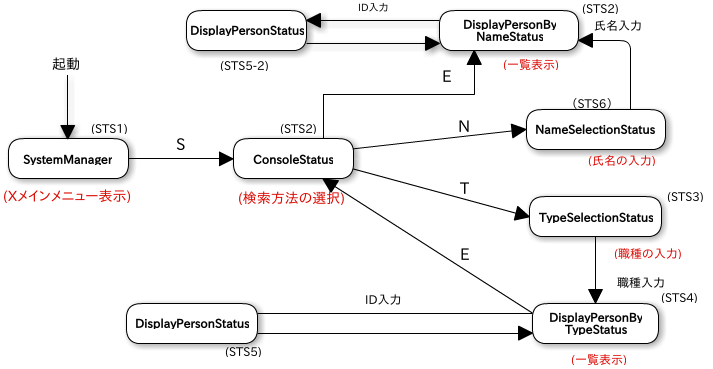 ID入力
DisplayPersonStatus
(STS5-2)
(STS2)
DisplayPersonBy
NameStatus
(一覧表示)
氏名入力
起動
E
(STS1)
SystemManager
(Xメインメニュー表示)
S
(STS2)
ConsoleStatus
(検索方法の選択)
N
(STS6)
NameSelectionStatus
(氏名の入力)
T
(STS3)
TypeSelectionStatus
(職種の入力)
E
職種入力
(STS4)
ID入力
DisplayPersonStatus
(STS5)
DisplayPersonBy
TypeStatus
(一覧表示)